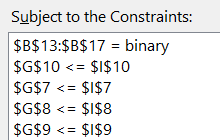 Subject to the Constraints:
$B$13:$B$17 = binary
$G$10 <= $I$10
$G$7 <= $I$7
$G$8 <= $I$8
$G$9 <= $I$9